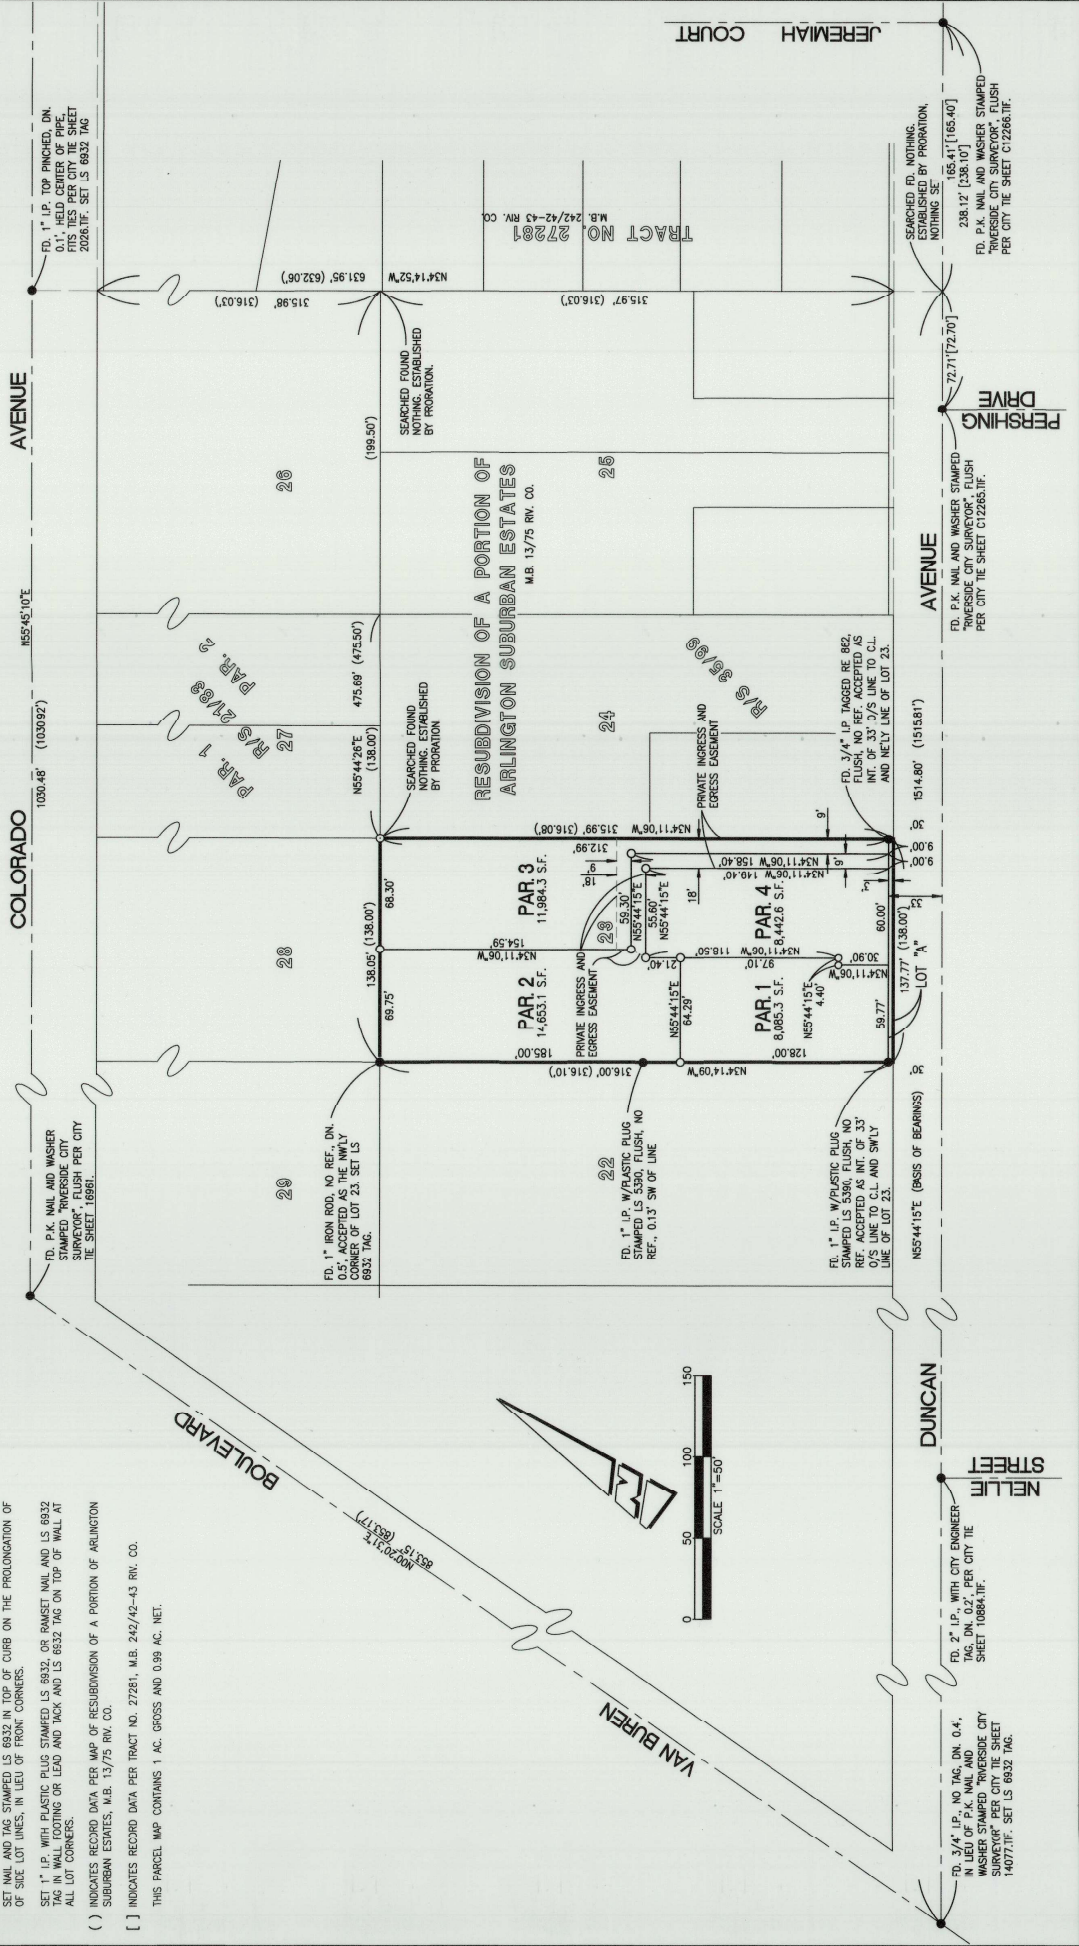 SET NAIL AND TAG STAMPED LS 6932 IN TOP OF CURB ON THE PROLONGATION OF
OF SIDE LOT LINES, IN LIEU OF FRONT CORNERS.
SET 1" I.P. WITH PLASTIC PLUG STAMPED LS 6932, OR RAMSET NAIL AND LS 6932
TAG IN WALL FOOTING OR LEAD AND TACK AND LS 6932 TAG ON TOP OF WALL AT
ALL LOT CORNERS.
( ) INDICATES RECORD DATA PER MAP OF RESUBDIVISION OF A PORTION OF ARLINGTON
SUBURBAN ESTATES, M.B. 13/75 RIV. CO.
[ ] INDICATES RECORD DATA PER TRACT NO. 27281, M.B. 242/42-43 RIV. CO.
THIS PARCEL MAP CONTAINS 1 AC. GROSS AND 0.99 AC. NET.
FD. P.K. NAIL AND WASHER
STAMPED "RIVERSIDE CITY
SURVEYOR", FLUSH PER CITY
TIE SHEET 16961.
COLORADO
AVENUE
1030.48' (1030.92')
N55°45'10"E
FD. 1" I.P. TOP PINCHED, DN.
0.1', HELD CENTER OF PIPE,
FITS TIES PER CITY TIE SHEET
2026.TIF. SET LS 6932 TAG
BOULEVARD
N00°20'31"E
853.15' (853.17')
VAN BUREN
29
28
27
26
PAR. 1
R/S 21/83
PAR. 2
FD. 1" IRON ROD, NO REF., DN.
0.5', ACCEPTED AS THE NW'LY
CORNER OF LOT 23. SET LS
6932 TAG.
138.05' (138.00')
69.75'
68.30'
N55°44'26"E
(138.00')
475.69' (475.50')
(199.50')
SEARCHED FOUND
NOTHING. ESTABLISHED
BY PRORATION
SEARCHED FOUND
NOTHING. ESTABLISHED
BY PRORATION.
315.98' (316.03')
631.95' (632.06')
N34°14'52"W
315.97' (316.03')
TRACT NO. 27281
M.B. 242/42-43 RIV. CO.
RESUBDIVISION OF A PORTION OF
ARLINGTON SUBURBAN ESTATES
M.B. 13/75 RIV. CO.
22
23
24
25
R/S 35/99
PAR. 2
14,653.1 S.F.
PAR. 3
11,984.3 S.F.
PAR. 1
8,085.3 S.F.
PAR. 4
8,442.6 S.F.
185.00'
316.00' (316.10')
N34°14'09"W
128.00'
N34°11'06"W
154.59'
N34°11'06"W 315.99' (316.08')
312.99'
9'
18'
59.30'
N55°44'15"E
55.60'
N55°44'15"E
N34°11'06"W 158.40'
N34°11'06"W 149.40'
18'
9'
9'
PRIVATE INGRESS AND
EGRESS EASEMENT
PRIVATE INGRESS AND
EGRESS EASEMENT
21.40'
N55°44'15"E
64.29'
N34°11'06"W 118.50'
97.10'
N55°44'15"E
4.40'
30.90'
N34°11'06"W
59.77'
60.00'
137.77' (138.00')
LOT "A"
33'
9.00'
9.00'
30'
30'
FD. 1" I.P. W/PLASTIC PLUG
STAMPED LS 5390, FLUSH, NO
REF., 0.13' SW OF LINE
FD. 1" I.P. W/PLASTIC PLUG
STAMPED LS 5390, FLUSH, NO
REF. ACCEPTED AS INT. OF 33'
O/S LINE TO C.L. AND SW'LY
LINE OF LOT 23.
FD. 3/4" I.P. TAGGED RE 862,
FLUSH, NO REF. ACCEPTED AS
INT. OF 33' O/S LINE TO C.L.
AND NE'LY LINE OF LOT 23.
SEARCHED FD. NOTHING.
ESTABLISHED BY PRORATION,
NOTHING SET
0
50
100
150
SCALE 1"=50'
DUNCAN
AVENUE
N55°44'15"E (BASIS OF BEARINGS)
1514.80' (1515.81')
72.71' [72.70']
165.41' [165.40']
238.12' [238.10']
NELLIE
STREET
PERSHING
DRIVE
JEREMIAH COURT
FD. 3/4" I.P., NO TAG, DN. 0.4',
IN LIEU OF P.K. NAIL AND
WASHER STAMPED "RIVERSIDE CITY
SURVEYOR" PER CITY TIE SHEET
14077.TIF. SET LS 6932 TAG.
FD. 2" I.P., WITH CITY ENGINEER
TAG, DN. 0.2', PER CITY TIE
SHEET 10884.TIF.
FD. P.K. NAIL AND WASHER STAMPED
"RIVERSIDE CITY SURVEYOR", FLUSH
PER CITY TIE SHEET C12265.TIF.
FD. P.K. NAIL AND WASHER STAMPED
"RIVERSIDE CITY SURVEYOR", FLUSH
PER CITY TIE SHEET C12266.TIF.